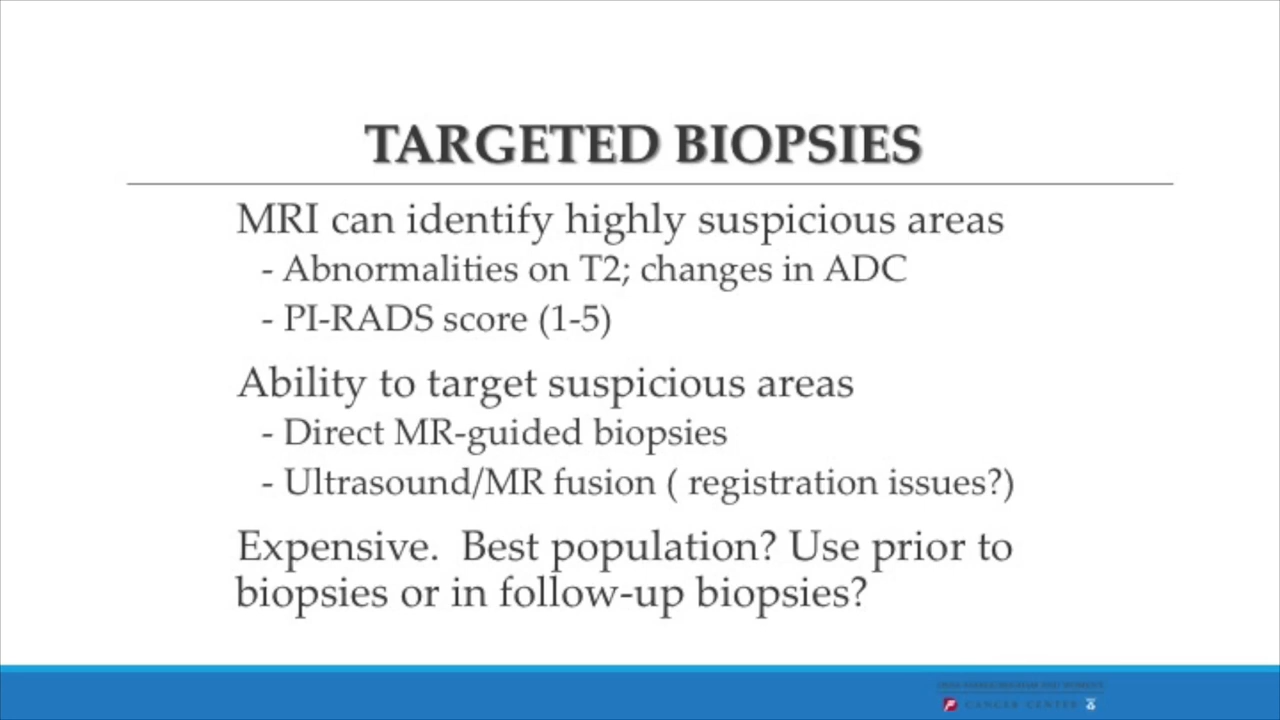 TARGETED BIOPSIES
MRI can identify highly suspicious areas
- Abnormalities on T2; changes in ADC
- PI-RADS score (1-5)
Ability to target suspicious areas
- Direct MR-guided biopsies
- Ultrasound/MR fusion ( registration issues?)
Expensive.  Best population? Use prior to
biopsies or in follow-up biopsies?
CANCER CENTER